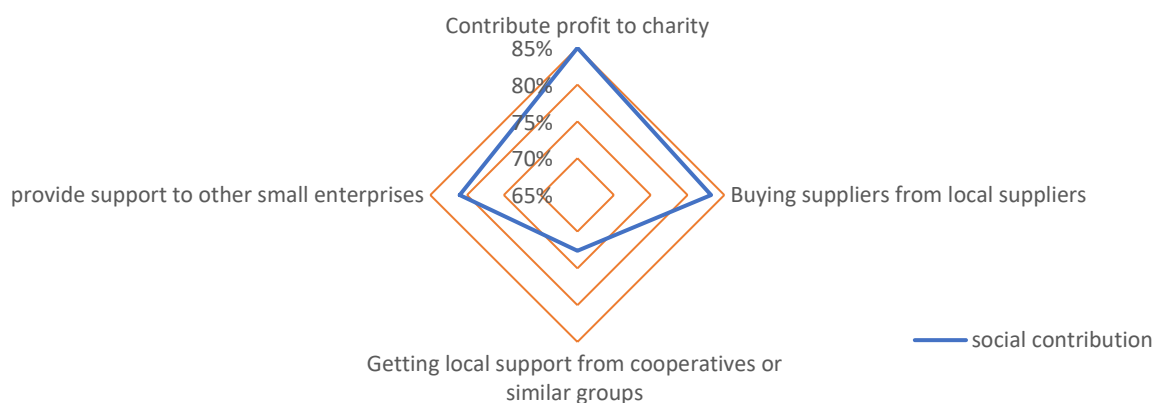 Contribute profit to charity
85%
80%
75%
70%
65%
provide support to other small enterprises
Buying suppliers from local suppliers
social contribution
Getting local support from cooperatives or
similar groups